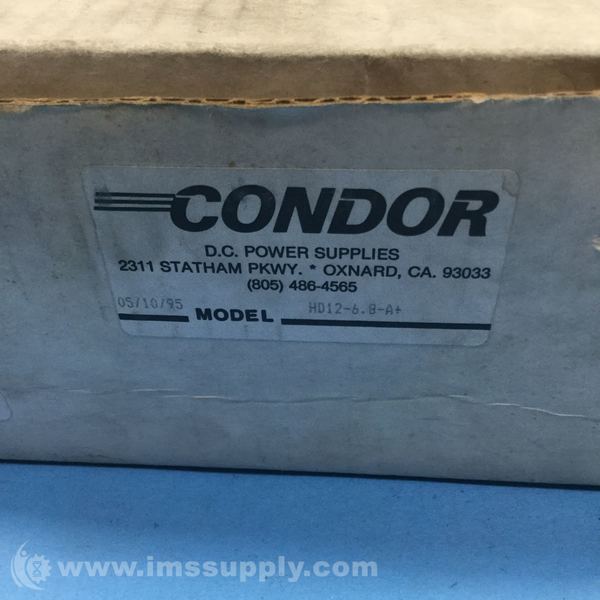 CONDOR
D.C. POWER SUPPLIES
2311 STATHAM PKWY. * OXNARD, CA. 93033
(805) 486-4565
05/10/95 MODEL HD12-6.8-A+
www.imssupply.com